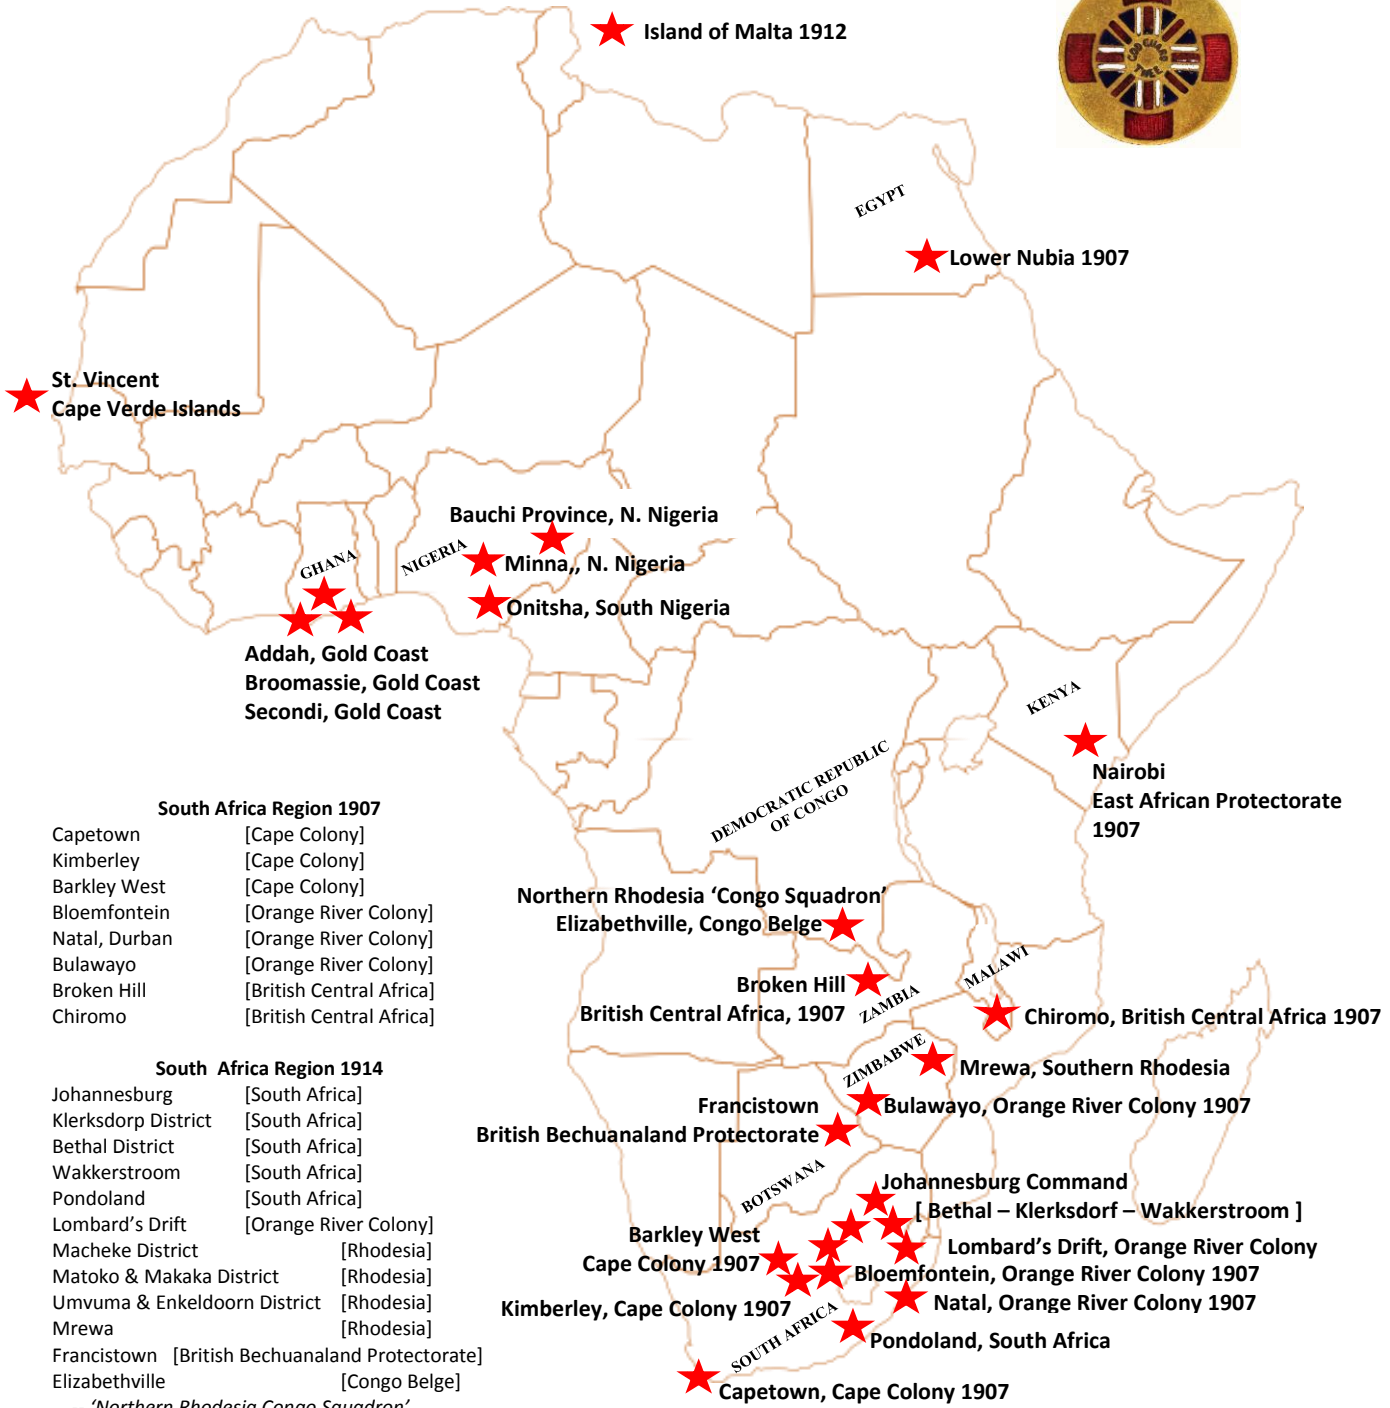 Island of Malta 1912
GOD GUARD
THEE
EGYPT
Lower Nubia 1907
St. Vincent
Cape Verde Islands
Bauchi Province, N. Nigeria
NIGERIA
Minna,, N. Nigeria
GHANA
Onitsha, South Nigeria
Addah, Gold Coast
Broomassie, Gold Coast
Secondi, Gold Coast
KENYA
Nairobi
East African Protectorate
1907
DEMOCRATIC REPUBLIC
OF CONGO
South Africa Region 1907
Capetown [Cape Colony]
Kimberley [Cape Colony]
Barkley West [Cape Colony]
Bloemfontein [Orange River Colony]
Natal, Durban [Orange River Colony]
Bulawayo [Orange River Colony]
Broken Hill [British Central Africa]
Chiromo [British Central Africa]
Northern Rhodesia ‘Congo Squadron’
Elizabethville, Congo Belge
Broken Hill
British Central Africa, 1907
ZAMBIA
MALAWI
Chiromo, British Central Africa 1907
ZIMBABWE
Mrewa, Southern Rhodesia
Bulawayo, Orange River Colony 1907
Francistown
British Bechuanaland Protectorate
BOTSWANA
Johannesburg Command
[ Bethal – Klerksdorf – Wakkerstroom ]
Barkley West
Cape Colony 1907
Lombard’s Drift, Orange River Colony
Bloemfontein, Orange River Colony 1907
Kimberley, Cape Colony 1907
Natal, Orange River Colony 1907
SOUTH AFRICA
Pondoland, South Africa
Capetown, Cape Colony 1907
South Africa Region 1914
Johannesburg [South Africa]
Klerksdorp District [South Africa]
Bethal District [South Africa]
Wakkerstroom [South Africa]
Pondoland [South Africa]
Lombard’s Drift [Orange River Colony]
Macheke District [Rhodesia]
Matoko & Makaka District [Rhodesia]
Umvuma & Enkeldoorn District [Rhodesia]
Mrewa [Rhodesia]
Francistown [British Bechuanaland Protectorate]
Elizabethville [Congo Belge]
– ‘Northern Rhodesia Congo Squadron’